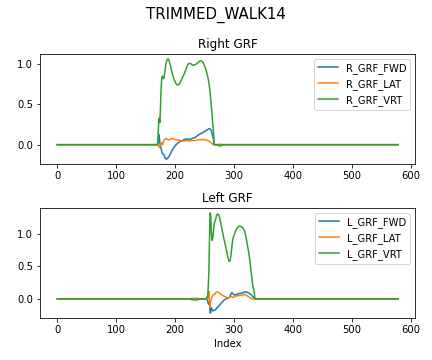 TRIMMED_WALK14
Right GRF
1.0
0.5
0.0
R_GRF_FWD
R_GRF_LAT
R_GRF_VRT
0 100 200 300 400 500 600
Left GRF
1.0
0.5
0.0
L_GRF_FWD
L_GRF_LAT
L_GRF_VRT
0 100 200 300 400 500 600
Index